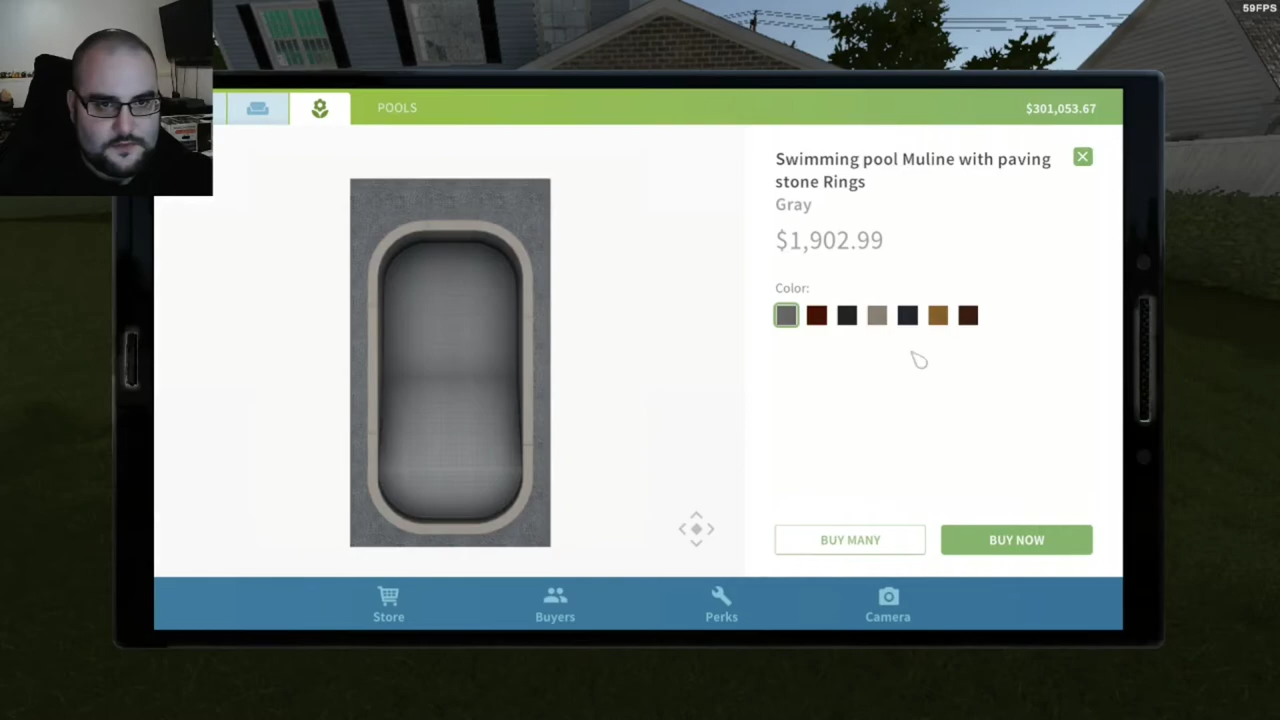 59FPS
POOLS
$301,053.67
Swimming pool Muline with paving
stone Rings
Gray
$1,902.99
Color:
BUY MANY
BUY NOW
Store
Buyers
Perks
Camera